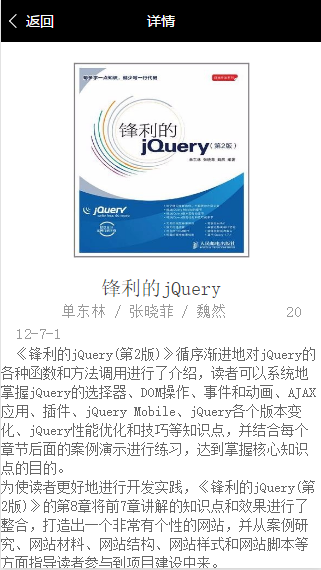 返回
详情
锋利的
jQuery（第2版）
jQuery
人民邮电出版社
锋利的jQuery
单东林 / 张晓菲 / 魏然 20
12-7-1
《锋利的jQuery(第2版)》循序渐进地对jQuery的
各种函数和方法调用进行了介绍，读者可以系统地
掌握jQuery的选择器、DOM操作、事件和动画、AJAX
应用、插件、jQuery Mobile、jQuery各个版本变
化、jQuery性能优化和技巧等知识点，并结合每个
章节后面的案例演示进行练习，达到掌握核心知识
点的目的。
为使读者更好地进行开发实践，《锋利的jQuery(第
2版)》的第8章将前7章讲解的知识点和效果进行了
整合，打造出一个非常有个性的网站，并从案例研
究、网站材料、网站结构、网站样式和网站脚本等
方面指导读者参与到项目建设中来。